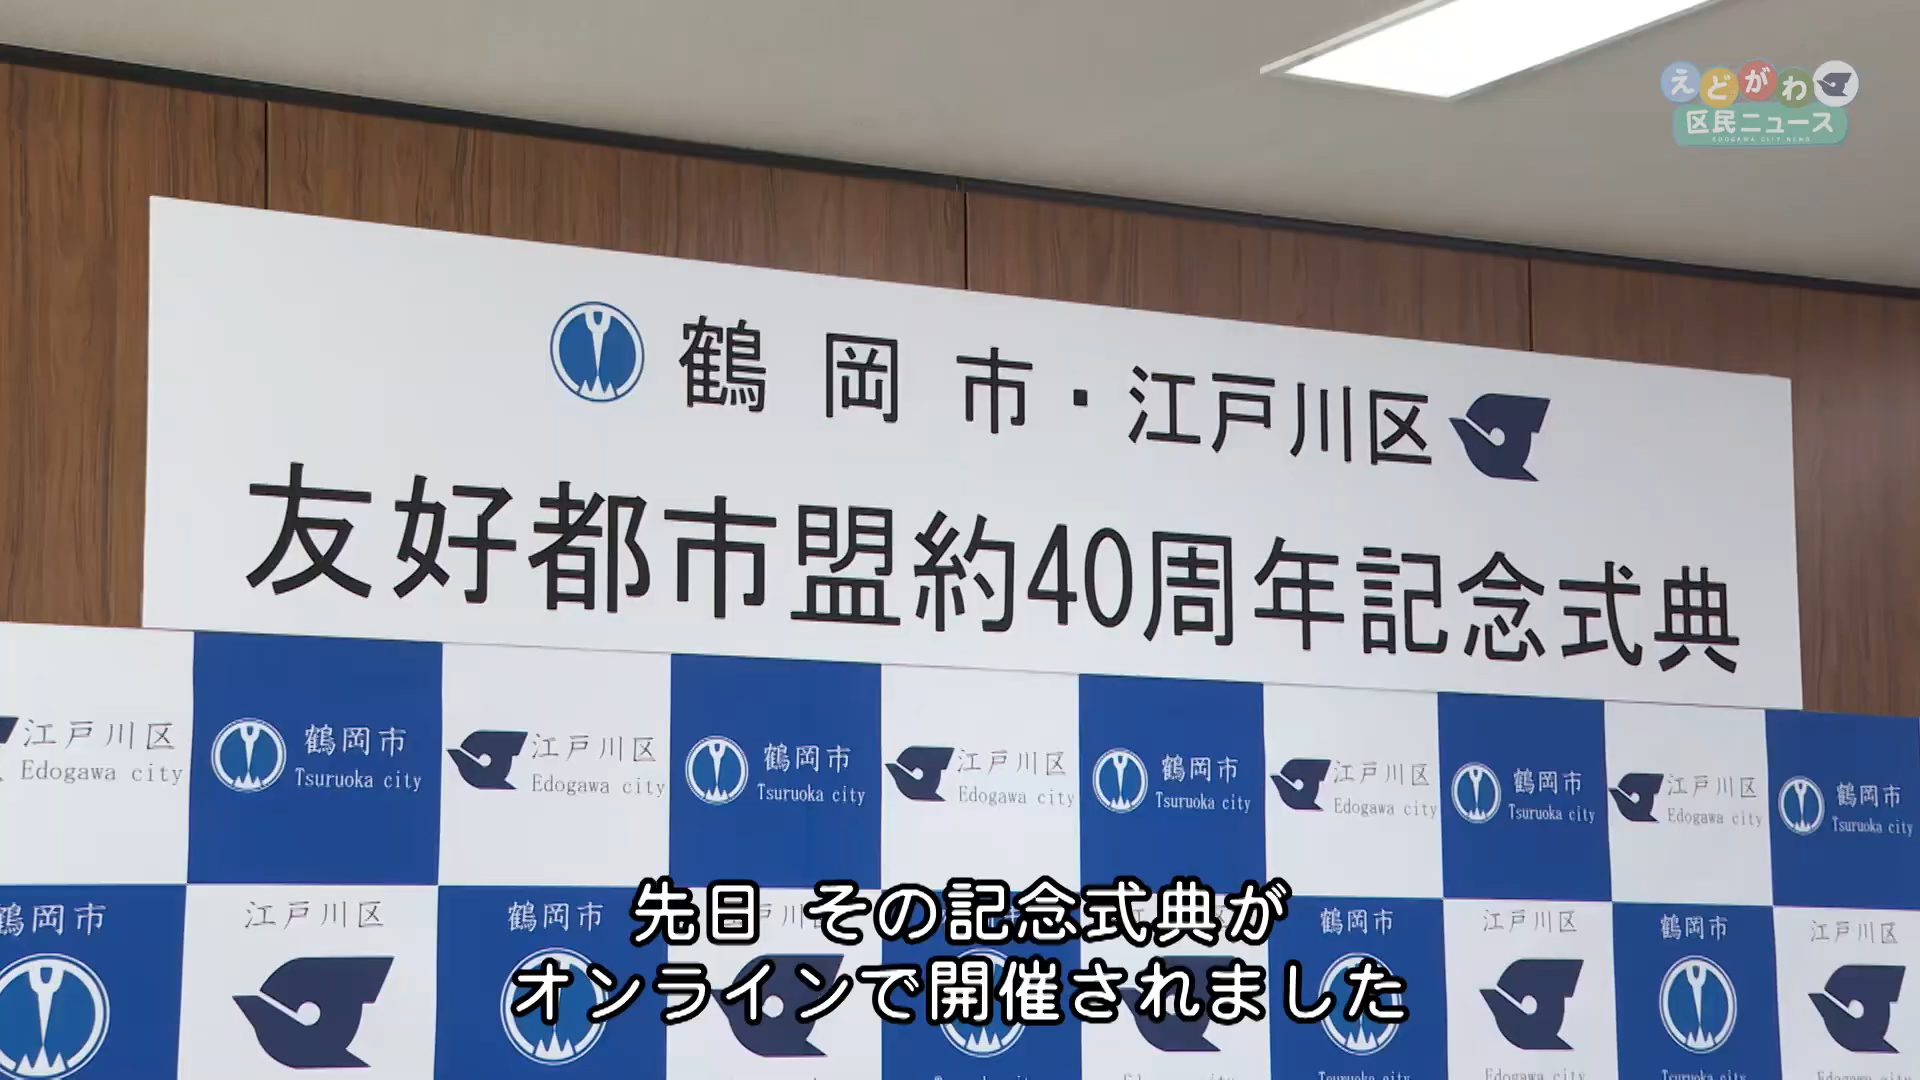 えどがわ
区民ニュース
EDOGAWA CITY NEWS
鶴岡市・江戸川区
友好都市盟約40周年記念式典
江戸川区 鶴岡市 江戸川区 鶴岡市 江戸川区 鶴岡市 江戸川区 鶴岡市 江戸川区 鶴岡市
Edogawa city Tsuruoka city Edogawa city Tsuruoka city Edogawa city Tsuruoka city Edogawa city Tsuruoka city Edogawa city Tsuruoka city
鶴岡市 江戸川区 鶴岡市 戸川 鶴岡市 江戸川区 鶴岡市 江戸川区
先日 その記念式典が
オンラインで開催されました